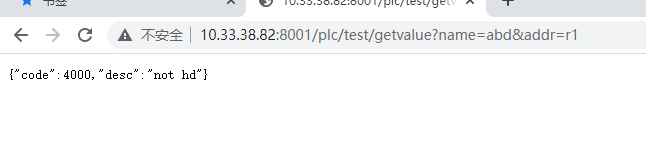 书签
10.33.38.82:8001/plc/test/getv
不安全
10.33.38.82:8001/plc/test/getvalue?name=abd&addr=r1
{"code":4000,"desc":"not hd"}